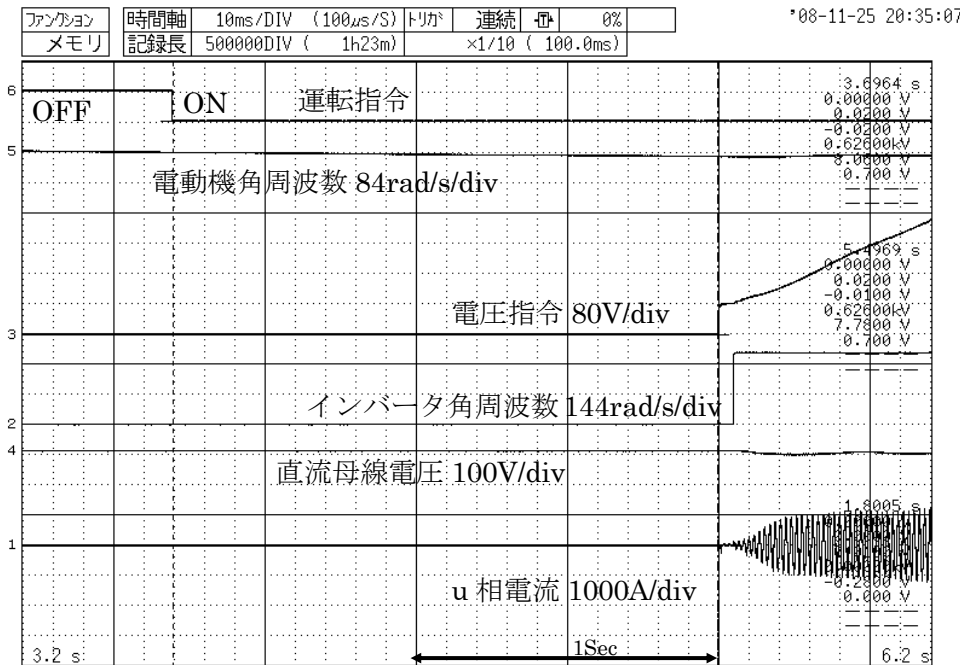 ファンクション 時間軸 10ms/DIV (100μs/S) トリガ 連続 0% '08-11-25 20:35:07
メモリ 記録長 500000DIV ( 1h23m) ×1/10 ( 100.0ms)
6
OFF ON 運転指令
3.6964 s
0.00000 V
0.0200 V
-0.0200 V
0.62600kV
8.0600 V
0.700 V
5
電動機角周波数 84rad/s/div
5.4969 s
0.00000 V
0.0200 V
-0.0100 V
0.62600kV
7.7800 V
0.700 V
電圧指令 80V/div
3
インバータ角周波数 144rad/s/div
2
4
直流母線電圧 100V/div
1.8005 s
1
-0.2800 V
0.000 V
u 相電流 1000A/div
1Sec
3.2 s 6.2 s